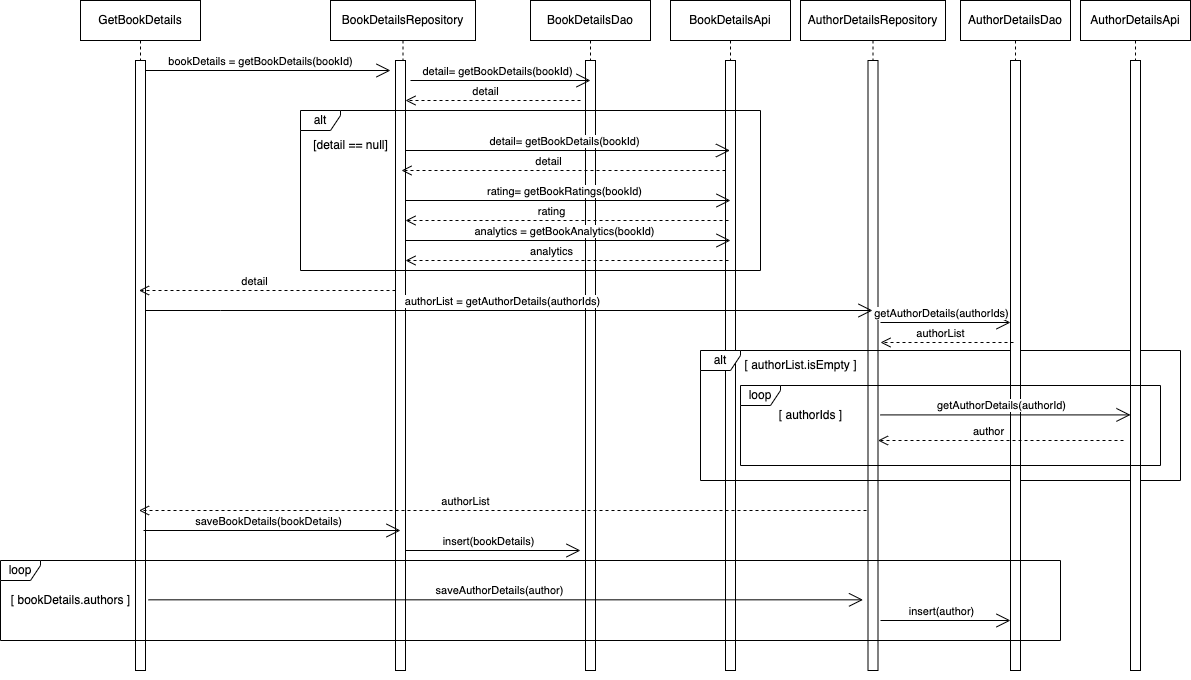 GetBookDetails
BookDetailsRepository
BookDetailsDao
BookDetailsApi
AuthorDetailsRepository
AuthorDetailsDao
AuthorDetailsApi
bookDetails = getBookDetails(bookId)
detail= getBookDetails(bookId)
detail
alt
[detail == null]
detail= getBookDetails(bookId)
detail
rating= getBookRatings(bookId)
rating
analytics = getBookAnalytics(bookId)
analytics
detail
authorList = getAuthorDetails(authorIds)
getAuthorDetails(authorIds)
authorList
alt
[ authorList.isEmpty ]
loop
[ authorIds ]
getAuthorDetails(authorId)
author
authorList
saveBookDetails(bookDetails)
insert(bookDetails)
loop
[ bookDetails.authors ]
saveAuthorDetails(author)
insert(author)